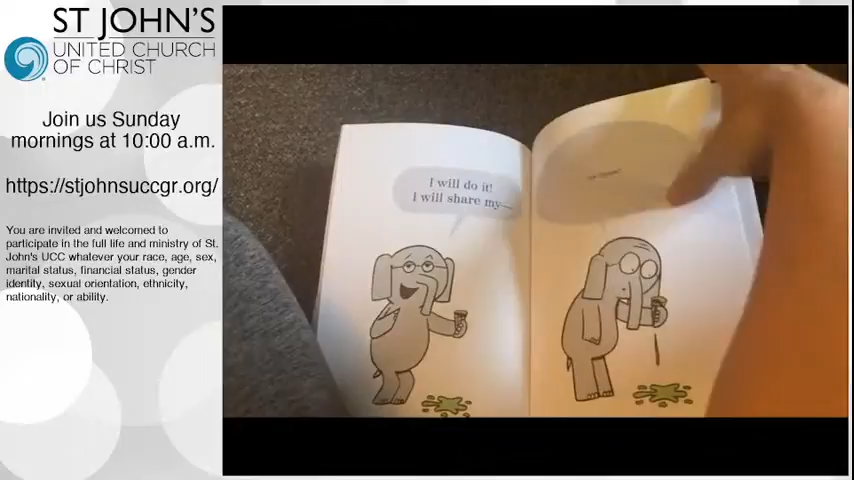 ST JOHN'S
UNITED CHURCH
OF CHRIST
Join us Sunday
mornings at 10:00 a.m.
https://stjohnsuccgr.org/
You are invited and welcomed to
participate in the full life and ministry of St.
John's UCC whatever your race, age, sex,
marital status, financial status, gender
identity, sexual orientation, ethnicity,
nationality, or ability.
I will do it!
I will share my—